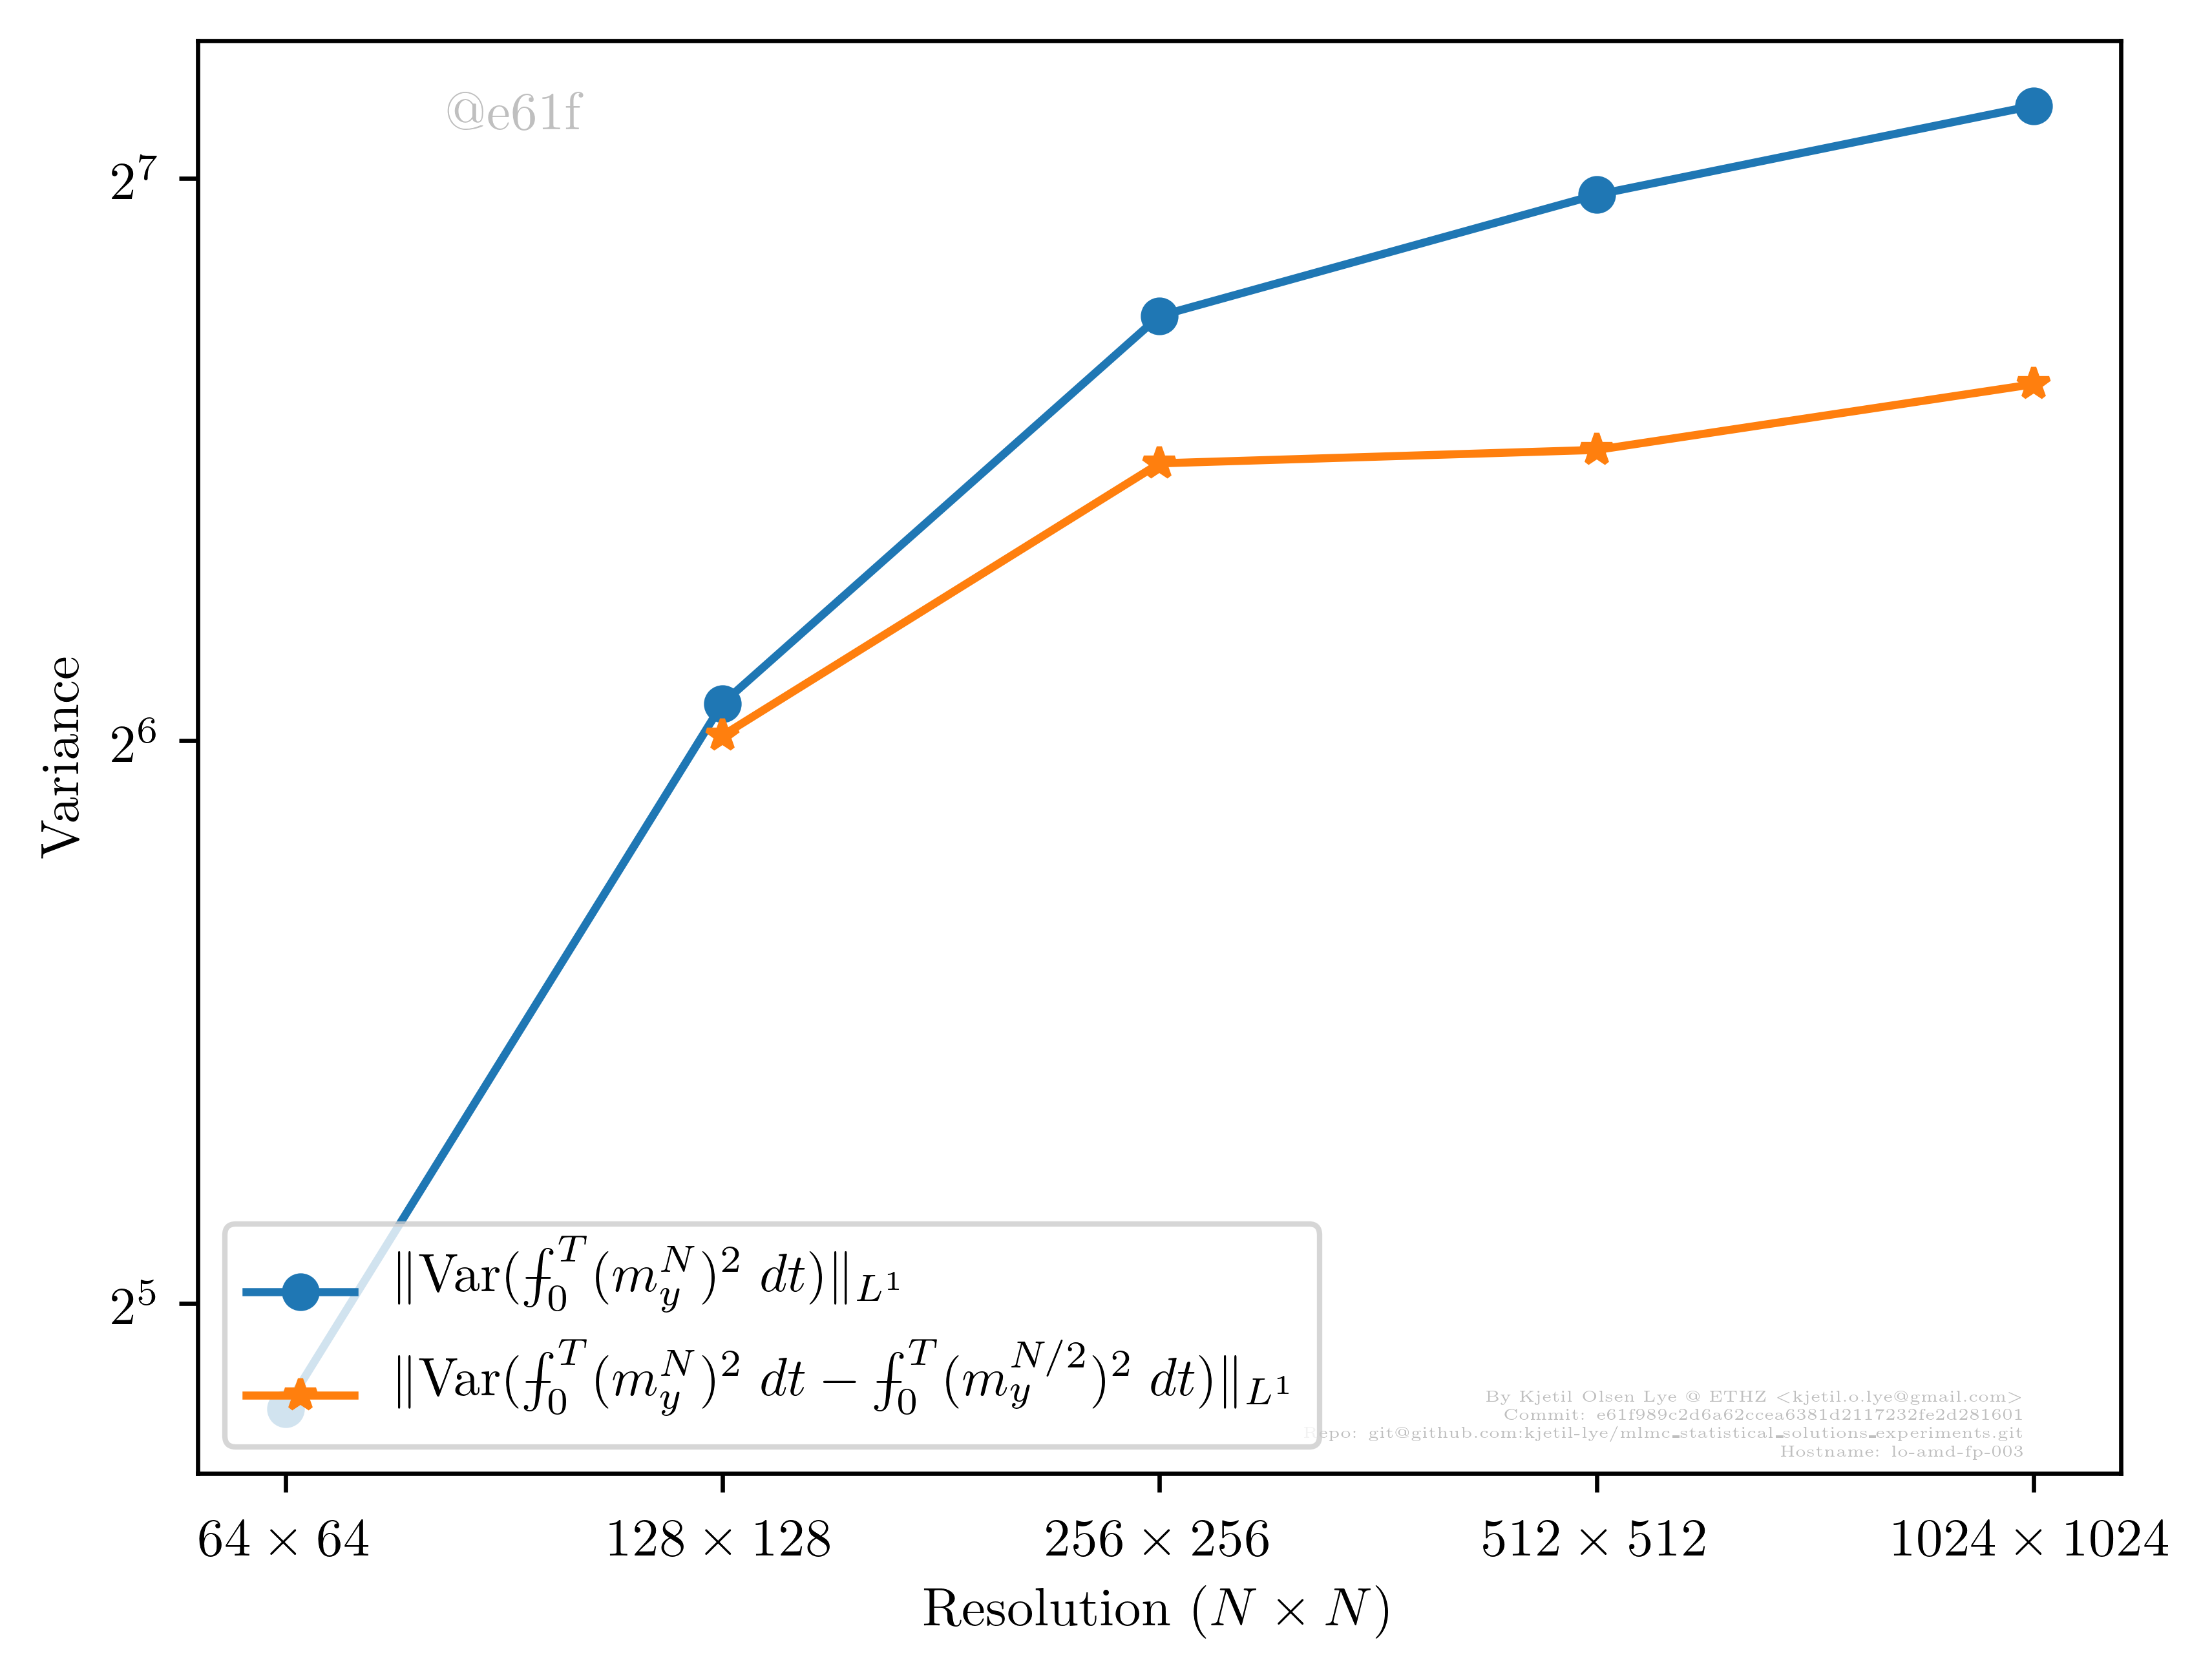 @e61f
2^7
2^6
2^5
Variance
‖Var(⨍_0^T (m_y^N)^2 dt)‖_{L^1}
‖Var(⨍_0^T (m_y^N)^2 dt − ⨍_0^T (m_y^{N/2})^2 dt)‖_{L^1}
By Kjetil Olsen Lye @ ETHZ <kjetil.o.lye@gmail.com>
Commit: e61f989c2d6a62ccea6381d2117232fe2d281601
Repo: git@github.com:kjetil-lye/mlmc_statistical_solutions_experiments.git
Hostname: lo-amd-fp-003
64 × 64 128 × 128 256 × 256 512 × 512 1024 × 1024
Resolution (N × N)